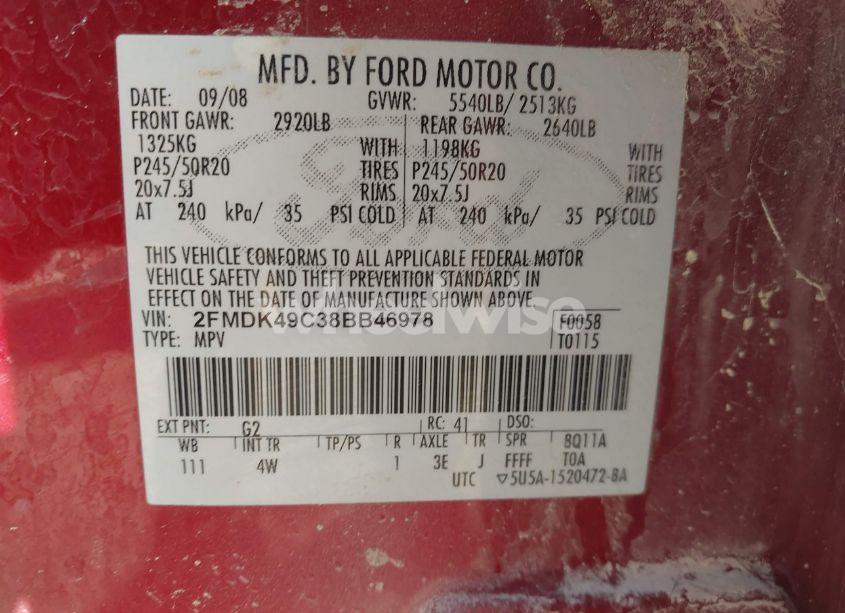 MFD. BY FORD MOTOR CO.
DATE: 09/08 GVWR: 5540LB/ 2513KG
FRONT GAWR: 2920LB REAR GAWR: 2640LB
1325KG WITH 1198KG WITH
P245/50R20 TIRES P245/50R20 TIRES
20x7.5J RIMS 20x7.5J RIMS
AT 240 kPa/ 35 PSI COLD AT 240 kPa/ 35 PSI COLD
THIS VEHICLE CONFORMS TO ALL APPLICABLE FEDERAL MOTOR
VEHICLE SAFETY AND THEFT PREVENTION STANDARDS IN
EFFECT ON THE DATE OF MANUFACTURE SHOWN ABOVE.
VIN: 2FMDK49C38BB46978 F0058
TYPE: MPV T0115
EXT PNT: G2 RC: 41 DSO:
WB INT TR TP/PS R AXLE TR SPR 8Q11A
111 4W 1 3E J FFFF T0A
UTC ▽5U5A-1520472-BA